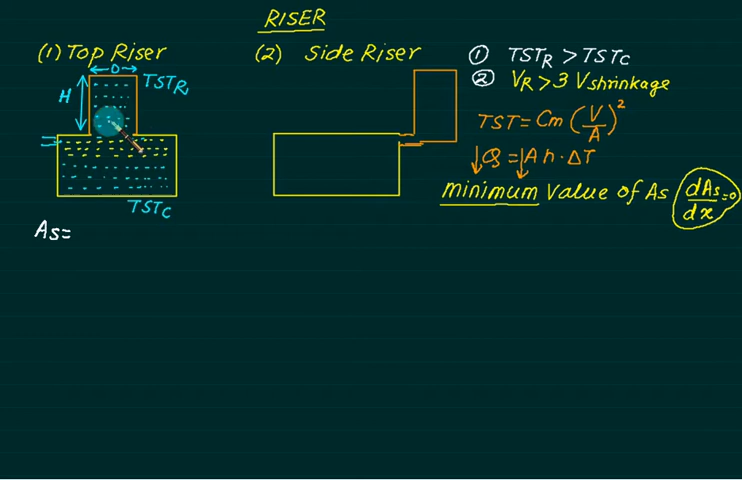 RISER
(1) Top Riser
(2) Side Riser
D
H
TSTR
TSTC
① TSTR > TSTC
② VR > 3 Vshrinkage
TST = Cm (V/A)²
↓Q = ↓A h · ΔT
minimum value of As (dAs/dx = 0)
As =